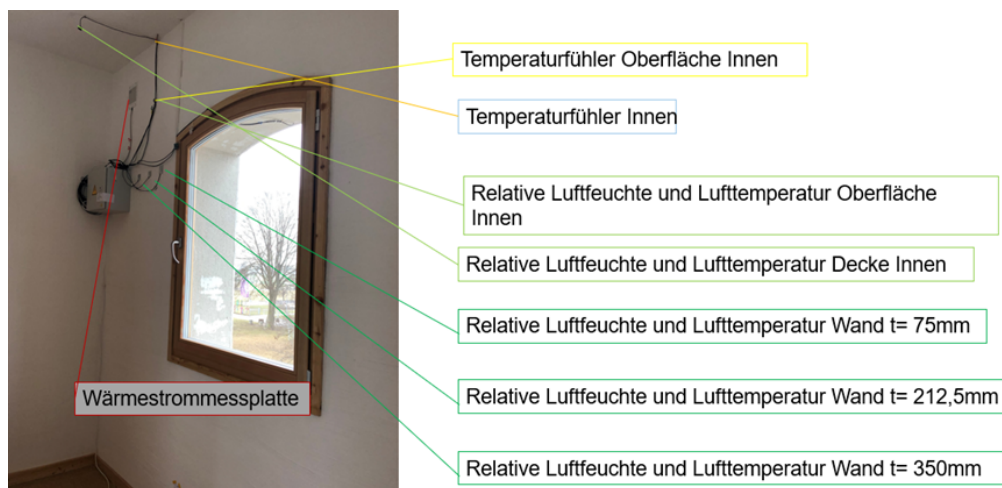 Temperaturfühler Oberfläche Innen
Temperaturfühler Innen
Relative Luftfeuchte und Lufttemperatur Oberfläche
Innen
Relative Luftfeuchte und Lufttemperatur Decke Innen
Relative Luftfeuchte und Lufttemperatur Wand t= 75mm
Wärmestrommessplatte
Relative Luftfeuchte und Lufttemperatur Wand t= 212,5mm
Relative Luftfeuchte und Lufttemperatur Wand t= 350mm